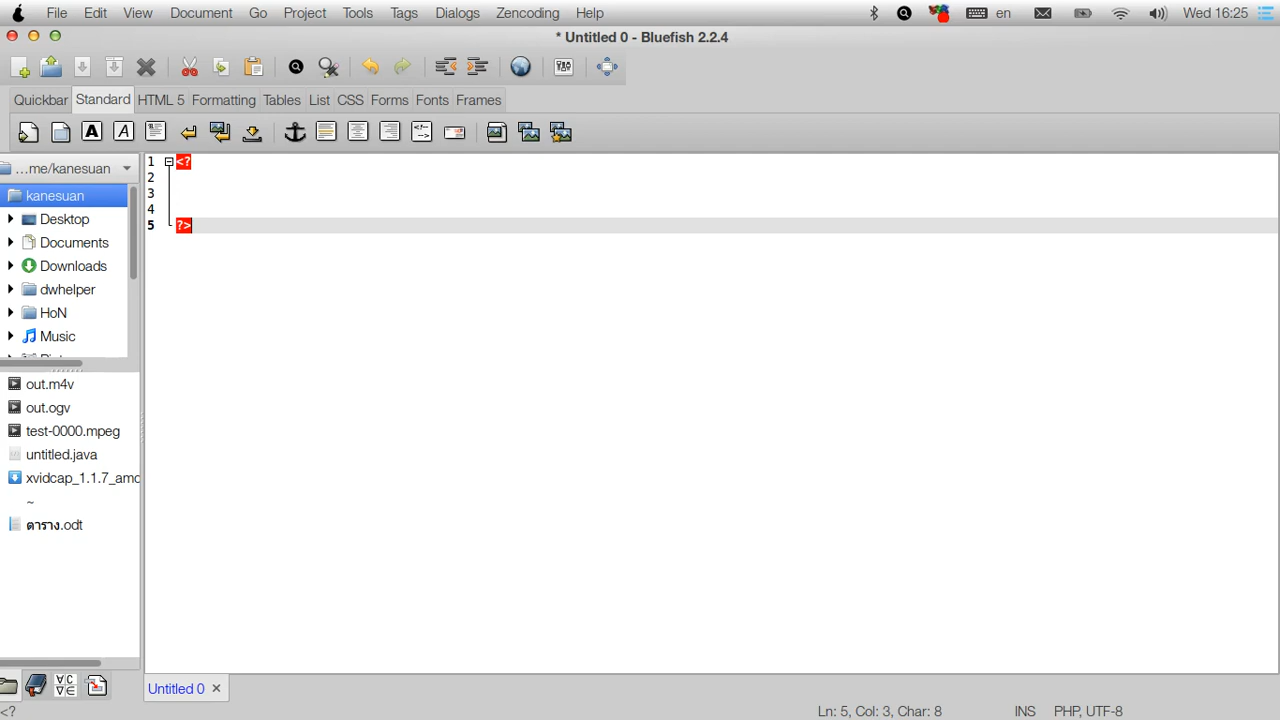 File Edit View Document Go Project Tools Tags Dialogs Zencoding Help en Wed 16:25
* Untitled 0 - Bluefish 2.2.4
Quickbar Standard HTML 5 Formatting Tables List CSS Forms Fonts Frames
...me/kanesuan
kanesuan
Desktop
Documents
Downloads
dwhelper
HoN
Music
out.m4v
out.ogv
test-0000.mpeg
untitled.java
xvidcap_1.1.7_amd
~
ตาราง.odt
1 <?
2
3
4
5 ?>
Untitled 0
<? Ln: 5, Col: 3, Char: 8 INS PHP, UTF-8